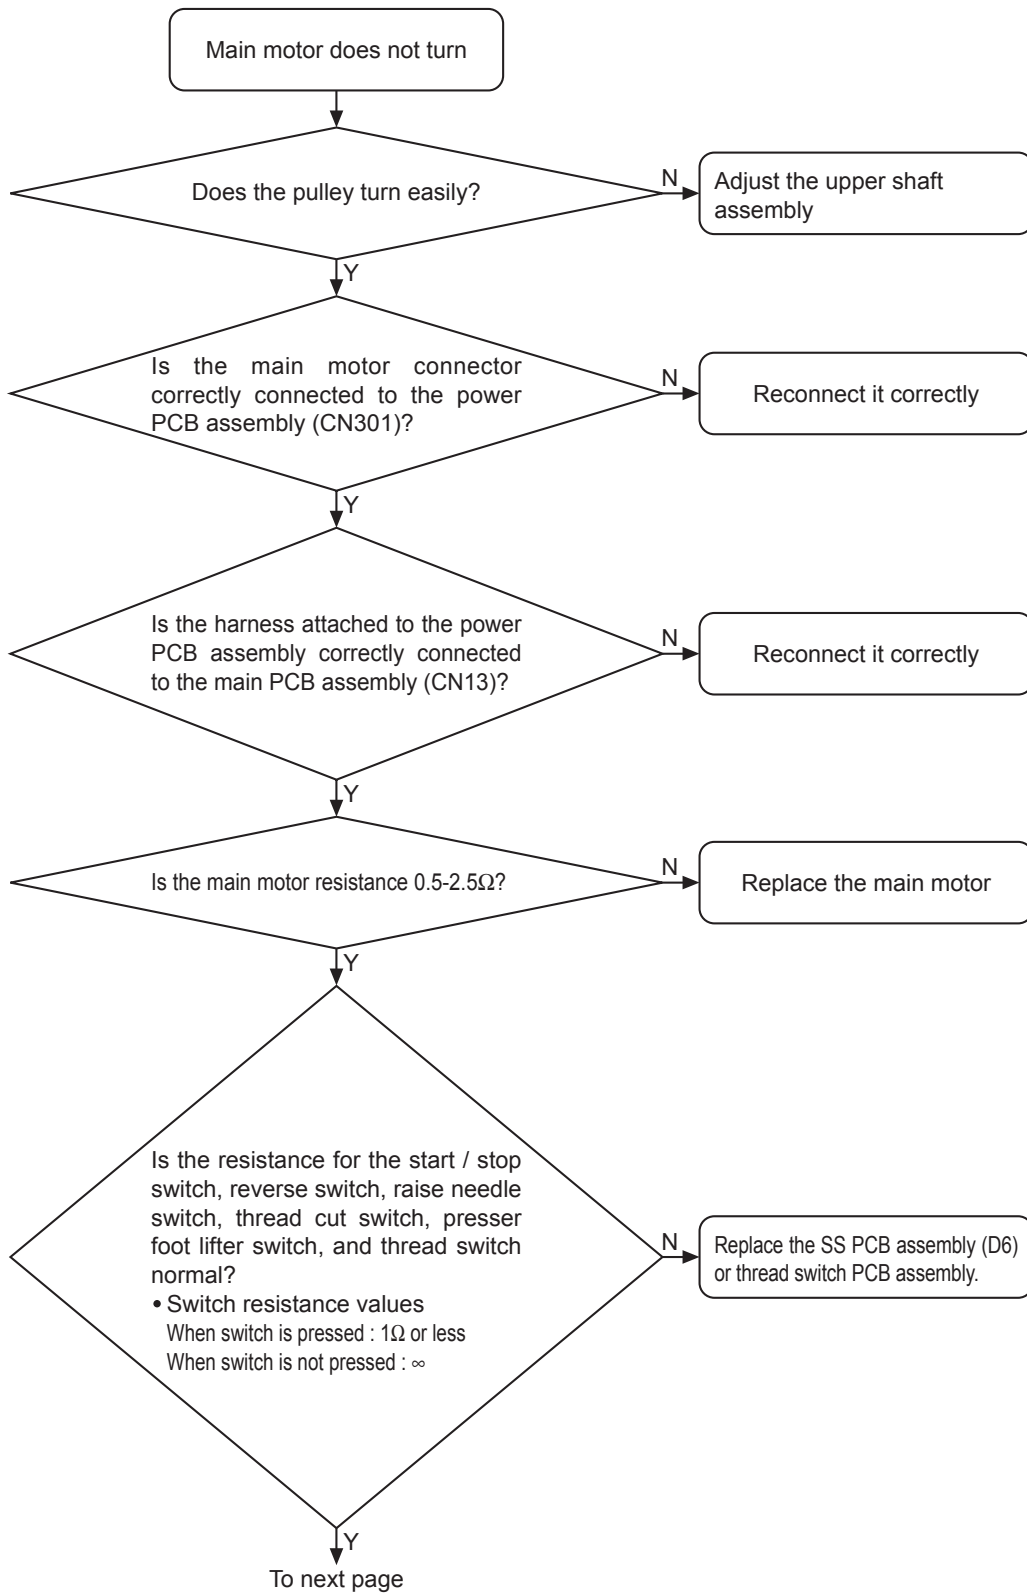 Main motor does not turn
Does the pulley turn easily?
N
Adjust the upper shaft
assembly
Y
Is the main motor connector
correctly connected to the power
PCB assembly (CN301)?
N
Reconnect it correctly
Y
Is the harness attached to the power
PCB assembly correctly connected
to the main PCB assembly (CN13)?
N
Reconnect it correctly
Y
Is the main motor resistance 0.5-2.5Ω?
N
Replace the main motor
Y
Is the resistance for the start / stop
switch, reverse switch, raise needle
switch, thread cut switch, presser
foot lifter switch, and thread switch
normal?
• Switch resistance values
When switch is pressed : 1Ω or less
When switch is not pressed : ∞
N
Replace the SS PCB assembly (D6)
or thread switch PCB assembly.
Y
To next page